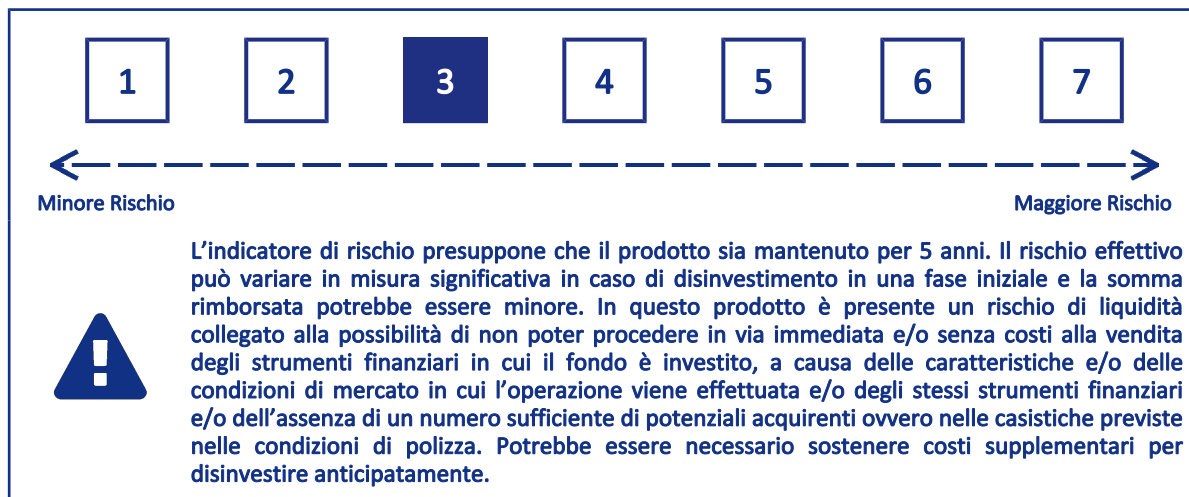 1 2 3 4 5 6 7
Minore Rischio Maggiore Rischio
L’indicatore di rischio presuppone che il prodotto sia mantenuto per 5 anni. Il rischio effettivo
può variare in misura significativa in caso di disinvestimento in una fase iniziale e la somma
rimborsata potrebbe essere minore. In questo prodotto è presente un rischio di liquidità
collegato alla possibilità di non poter procedere in via immediata e/o senza costi alla vendita
degli strumenti finanziari in cui il fondo è investito, a causa delle caratteristiche e/o delle
condizioni di mercato in cui l’operazione viene effettuata e/o degli stessi strumenti finanziari
e/o dell’assenza di un numero sufficiente di potenziali acquirenti ovvero nelle casistiche previste
nelle condizioni di polizza. Potrebbe essere necessario sostenere costi supplementari per
disinvestire anticipatamente.